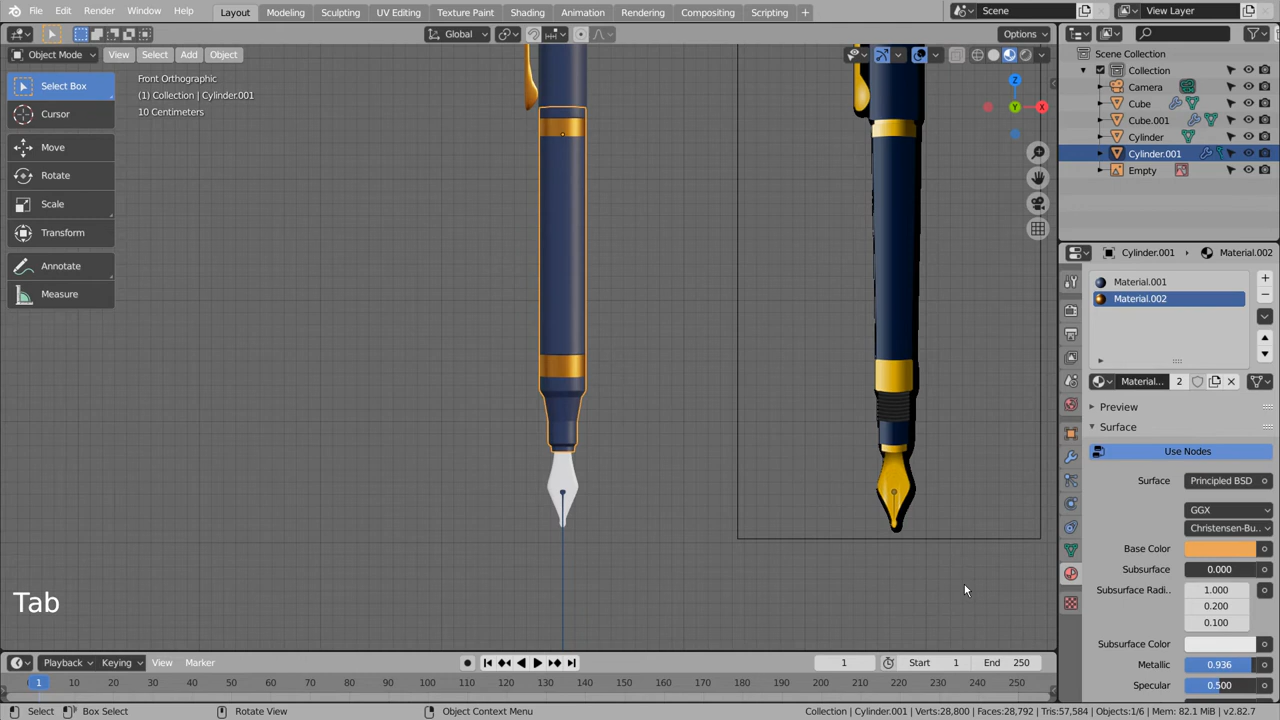 File Edit Render Window Help Layout Modeling Sculpting UV Editing Texture Paint Shading Animation Rendering Compositing Scripting + Scene View Layer
Global Options
Object Mode View Select Add Object
Select Box
Cursor
Move
Rotate
Scale
Transform
Annotate
Measure
Front Orthographic
(1) Collection | Cylinder.001
10 Centimeters
Z
Y
X
Tab
Scene Collection
Collection
Camera
Cube
Cube.001
Cylinder
Cylinder.001
Empty
Cylinder.001 Material.002
Material.001
Material.002
Material... 2
Preview
Surface
Use Nodes
Surface Principled BSD
GGX
Christensen-Bu..
Base Color
Subsurface 0.000
Subsurface Radi.. 1.000
0.200
0.100
Subsurface Color
Metallic 0.936
Specular 0.500
Playback Keying View Marker 1 Start 1 End 250
1 10 20 30 40 50 60 70 80 90 100 110 120 130 140 150 160 170 180 190 200 210 220 230 240 250
Select Box Select Rotate View Object Context Menu Collection | Cylinder.001 | Verts:28,800 | Faces:28,792 | Tris:57,584 | Objects:1/6 | Mem: 82.1 MiB | v2.82.7